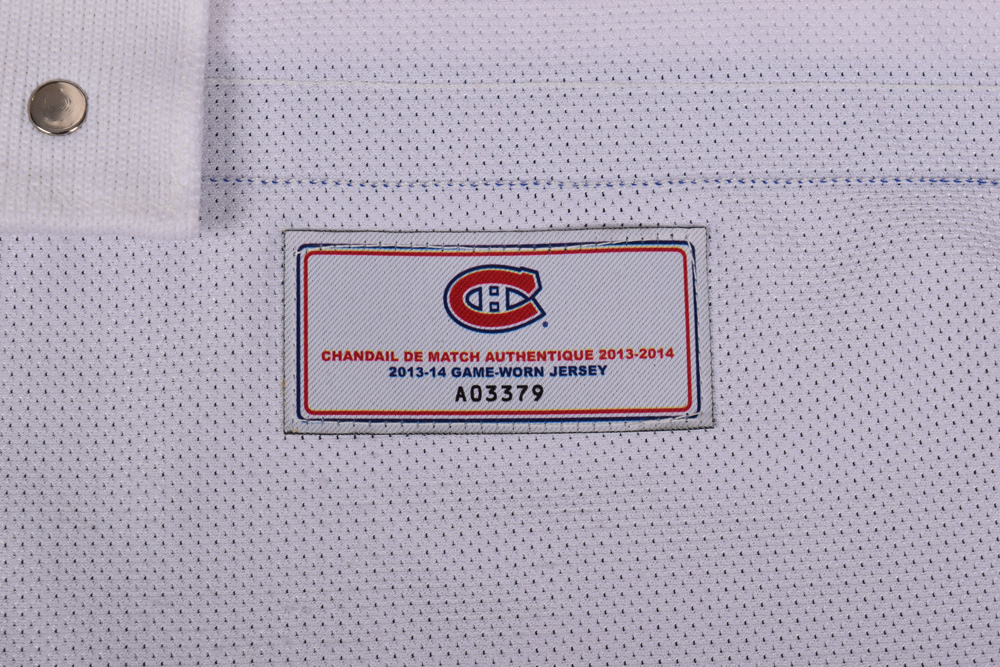 CHANDAIL DE MATCH AUTHENTIQUE 2013-2014
2013-14 GAME-WORN JERSEY
A03379